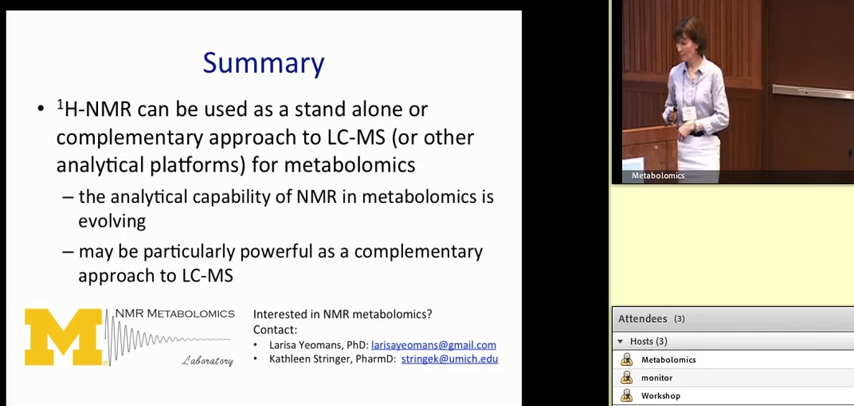 Summary
• ¹H-NMR can be used as a stand alone or
complementary approach to LC-MS (or other
analytical platforms) for metabolomics
– the analytical capability of NMR in metabolomics is
evolving
– may be particularly powerful as a complementary
approach to LC-MS
M
NMR METABOLOMICS
Laboratory
Interested in NMR metabolomics?
Contact:
• Larisa Yeomans, PhD: larisayeomans@gmail.com
• Kathleen Stringer, PharmD: stringek@umich.edu
Metabolomics
Attendees (3)
Hosts (3)
Metabolomics
monitor
Workshop